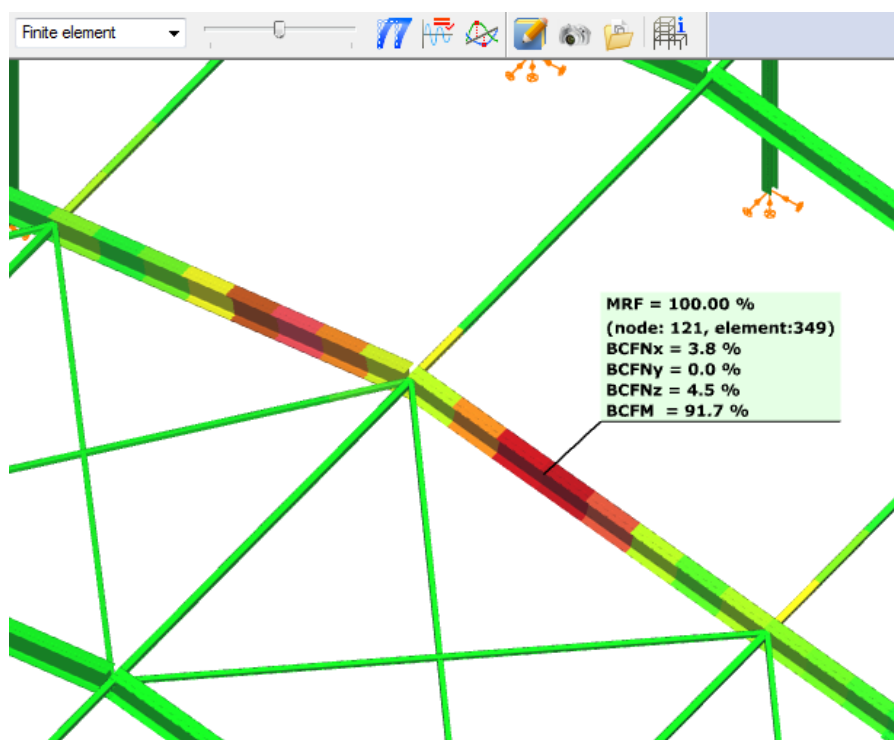 Finite element
MRF = 100.00 %
(node: 121, element:349)
BCFNx = 3.8 %
BCFNy = 0.0 %
BCFNz = 4.5 %
BCFM = 91.7 %